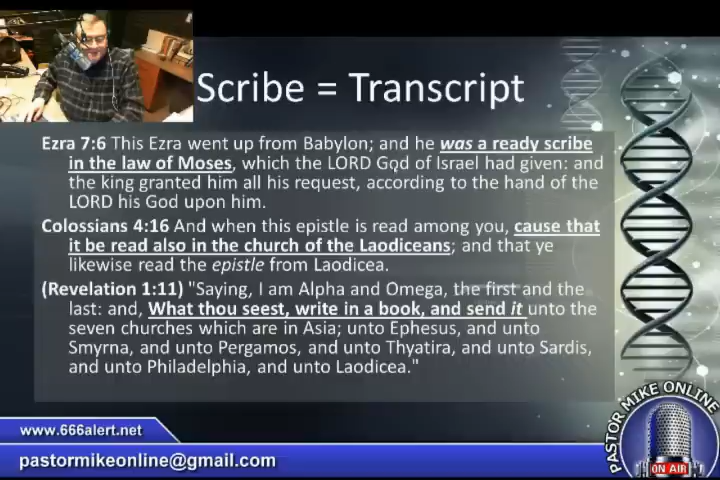 Scribe = Transcript
Ezra 7:6 This Ezra went up from Babylon; and he was a ready scribe
in the law of Moses, which the LORD God of Israel had given: and
the king granted him all his request, according to the hand of the
LORD his God upon him.
Colossians 4:16 And when this epistle is read among you, cause that
it be read also in the church of the Laodiceans; and that ye
likewise read the epistle from Laodicea.
(Revelation 1:11) "Saying, I am Alpha and Omega, the first and the
last: and, What thou seest, write in a book, and send it unto the
seven churches which are in Asia; unto Ephesus, and unto
Smyrna, and unto Pergamos, and unto Thyatira, and unto Sardis,
and unto Philadelphia, and unto Laodicea."
www.666alert.net
pastormikeonline@gmail.com
PASTOR MIKE ONLINE
ON AIR